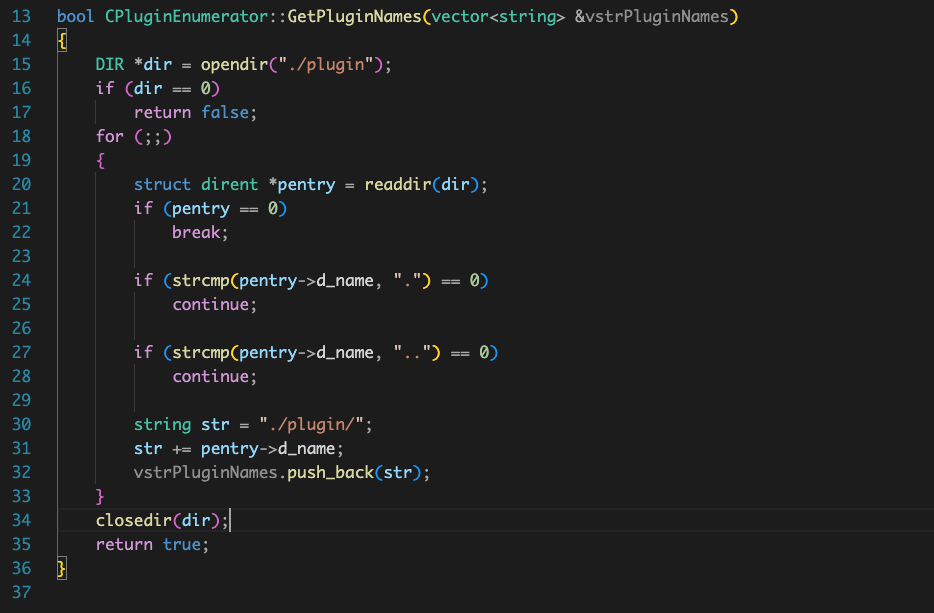 13 bool CPluginEnumerator::GetPluginNames(vector<string> &vstrPluginNames)
14 {
15     DIR *dir = opendir("./plugin");
16     if (dir == 0)
17         return false;
18     for (;;)
19     {
20         struct dirent *pentry = readdir(dir);
21         if (pentry == 0)
22             break;
23
24         if (strcmp(pentry->d_name, ".") == 0)
25             continue;
26
27         if (strcmp(pentry->d_name, "..") == 0)
28             continue;
29
30         string str = "./plugin/";
31         str += pentry->d_name;
32         vstrPluginNames.push_back(str);
33     }
34     closedir(dir);
35     return true;
36 }
37